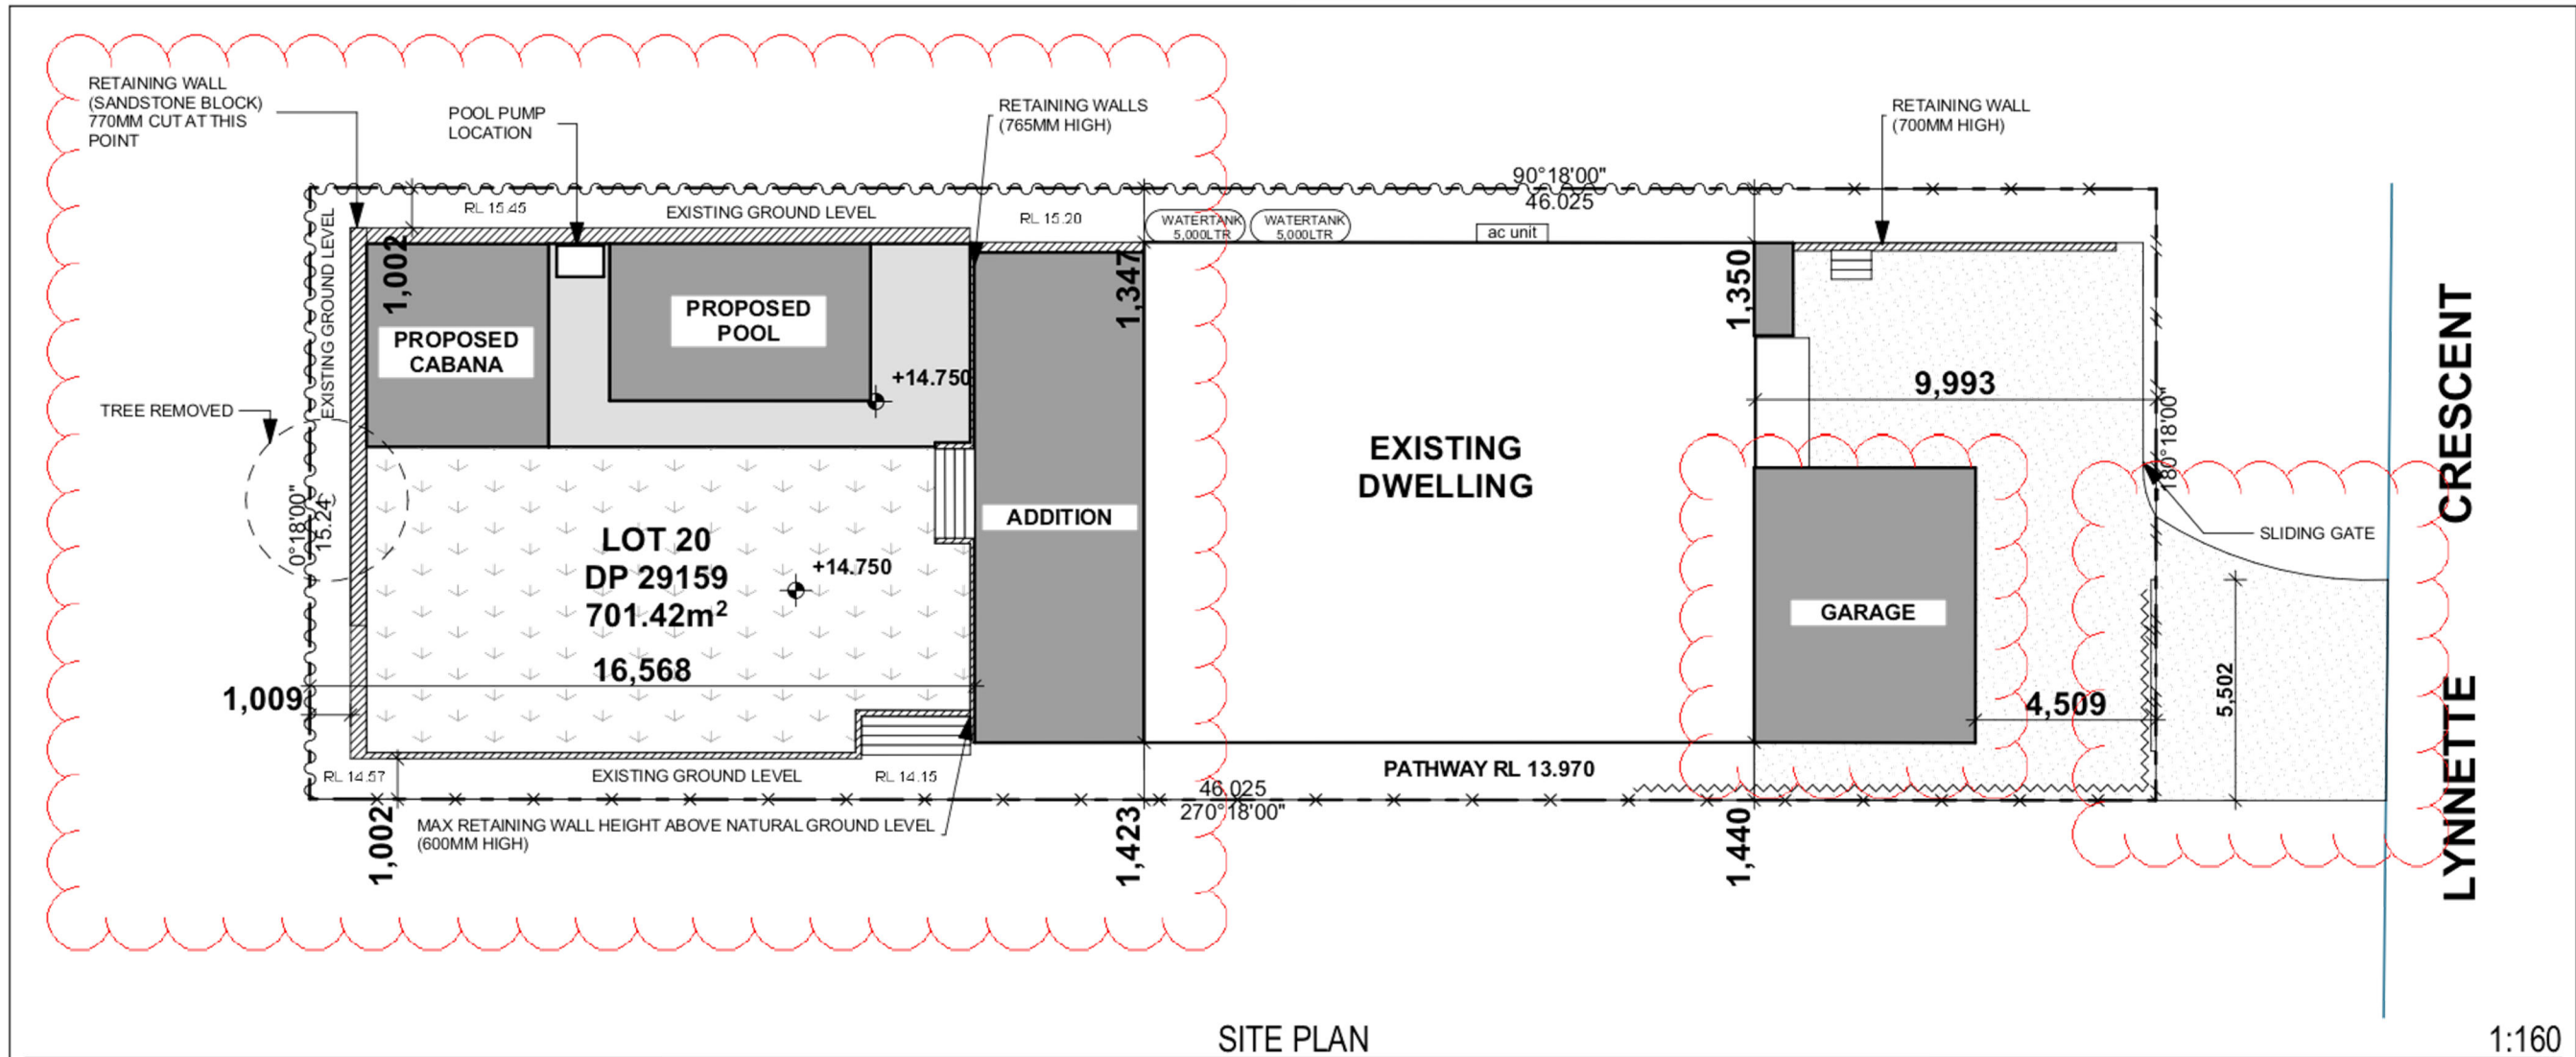 RETAINING WALL
(SANDSTONE BLOCK)
770MM CUT AT THIS
POINT
POOL PUMP
LOCATION
RETAINING WALLS
(765MM HIGH)
RETAINING WALL
(700MM HIGH)
90°18'00"
46.025
RL 15.45
EXISTING GROUND LEVEL
RL 15.20
WATERTANK
5,000LTR
WATERTANK
5,000LTR
ac unit
EXISTING GROUND LEVEL
1,002
1,347
1,350
PROPOSED
CABANA
PROPOSED
POOL
+14.750
9,993
TREE REMOVED
180°18'00"
CRESCENT
EXISTING
DWELLING
0°18'00"
15.24
ADDITION
SLIDING GATE
LOT 20
DP 29159
701.42m²
+14.750
GARAGE
16,568
1,009
4,509
5,502
LYNNETTE
RL 14.57
EXISTING GROUND LEVEL
RL 14.15
PATHWAY RL 13.970
46.025
270°18'00"
1,002
MAX RETAINING WALL HEIGHT ABOVE NATURAL GROUND LEVEL
(600MM HIGH)
1,423
1,440
SITE PLAN
1:160